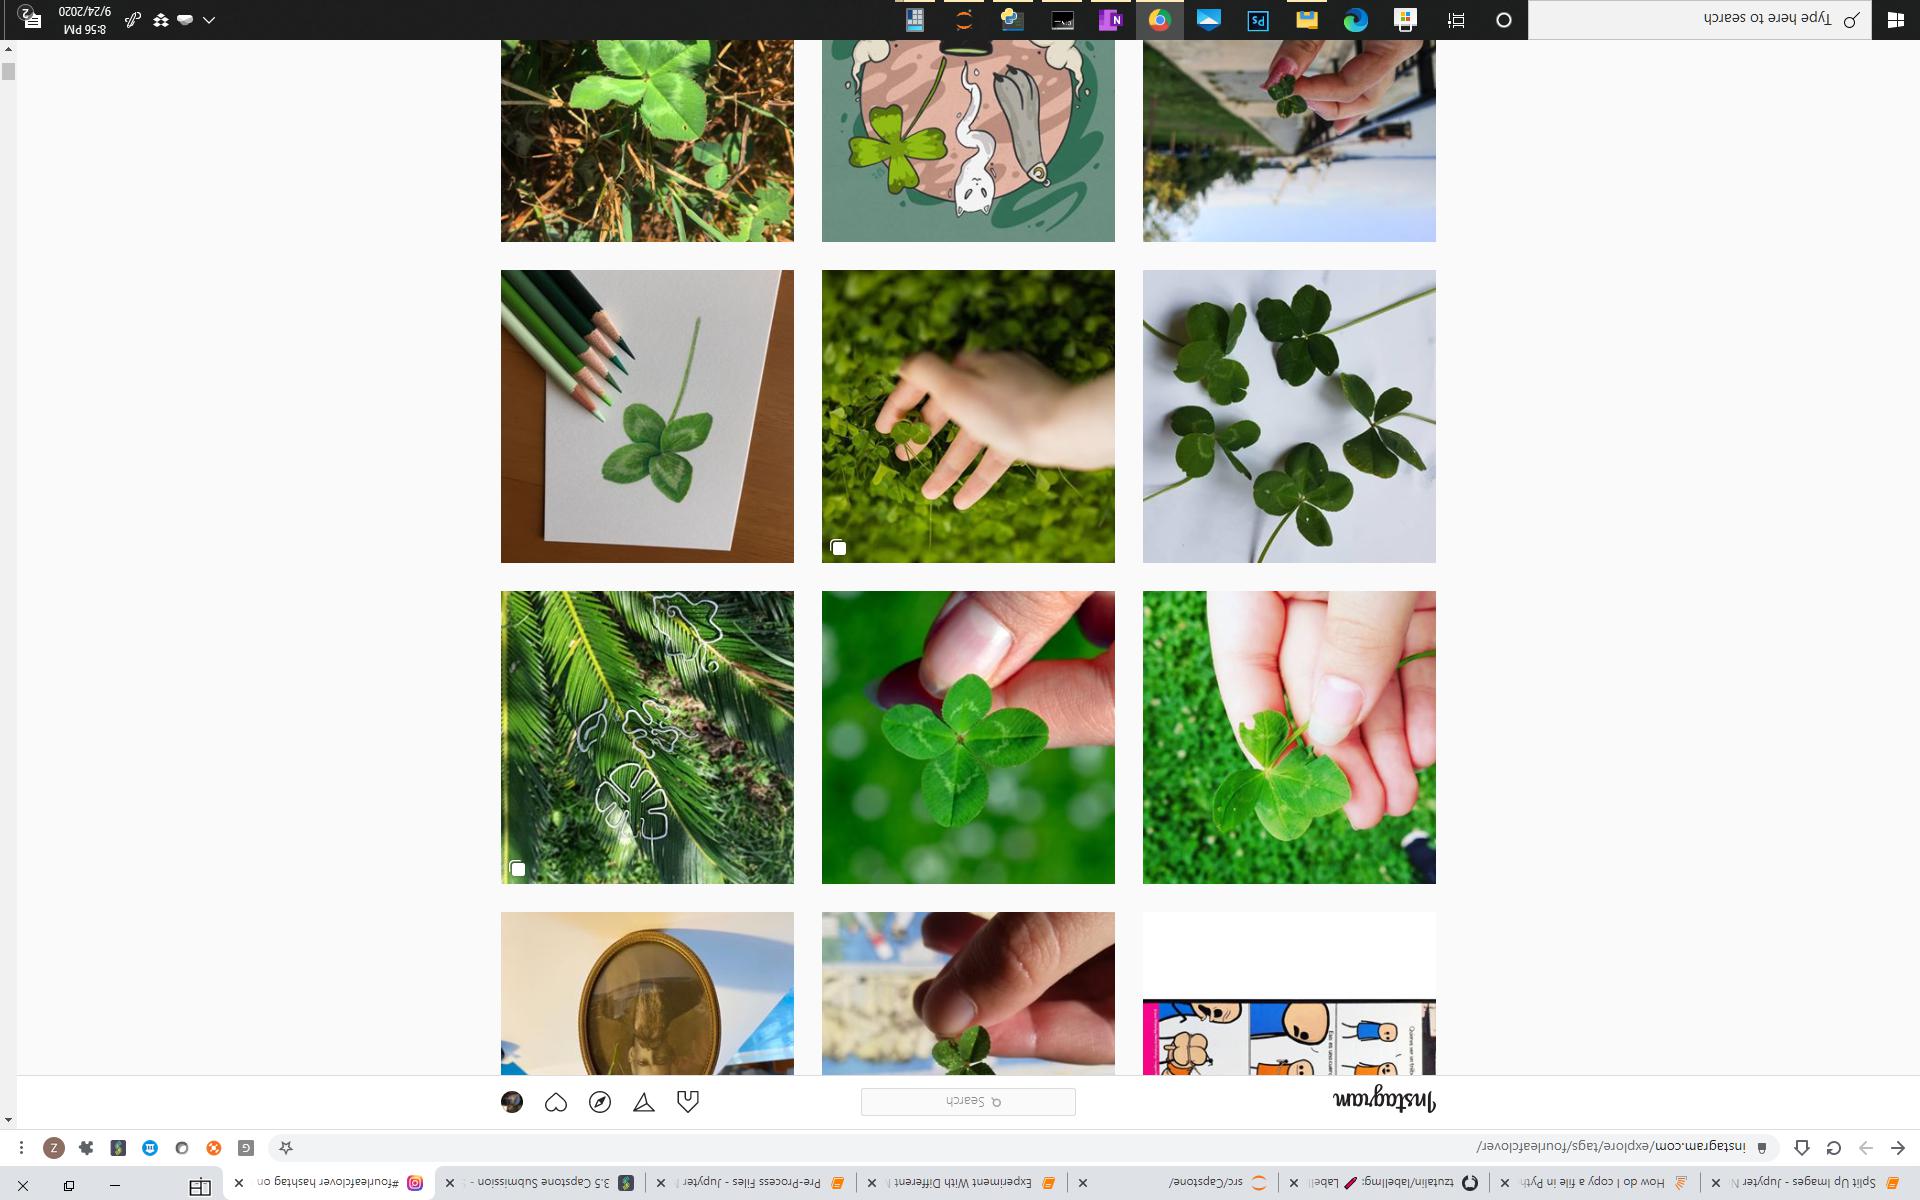 Split Up Images - Jupyter N
How do I copy a file in Pyth
tzutalin/labelImg: 🖍 LabelI
src/Capstone/
Experiment With Different N
Pre-Process Files - Jupyter
3.5 Capstone Submission - S
#fourleafclover hashtag on
instagram.com/explore/tags/fourleafclover/
G
Z
Instagram
Search
Type here to search
Ps
N
8:56 PM
9/24/2020
2